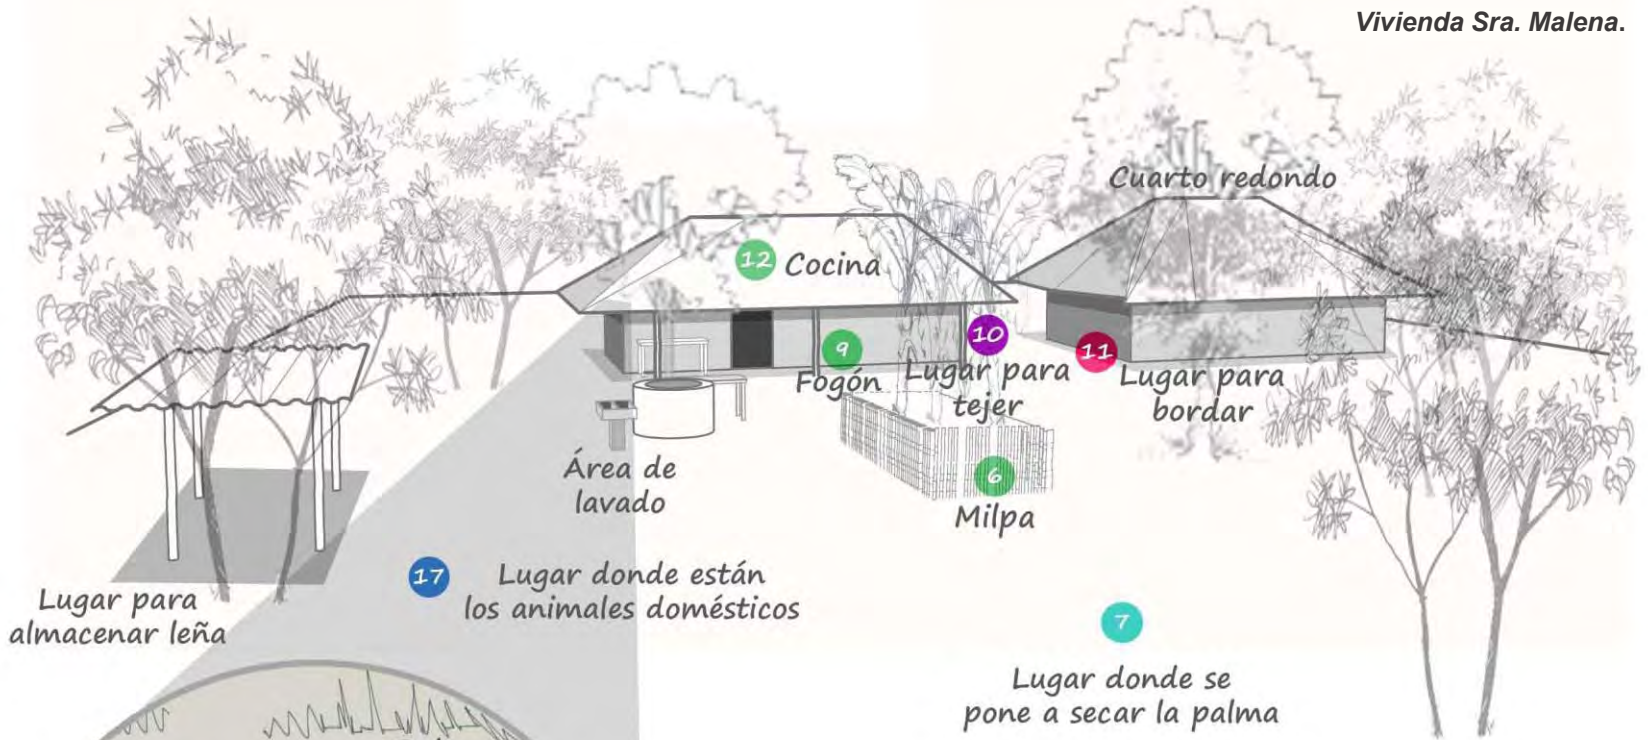 Vivienda Sra. Malena.
Cuarto redondo
12 Cocina
10
9
11
Fogón
Lugar para
tejer
Lugar para
bordar
Área de
lavado
6
Milpa
17
Lugar donde están
los animales domésticos
Lugar para
almacenar leña
7
Lugar donde se
pone a secar la palma